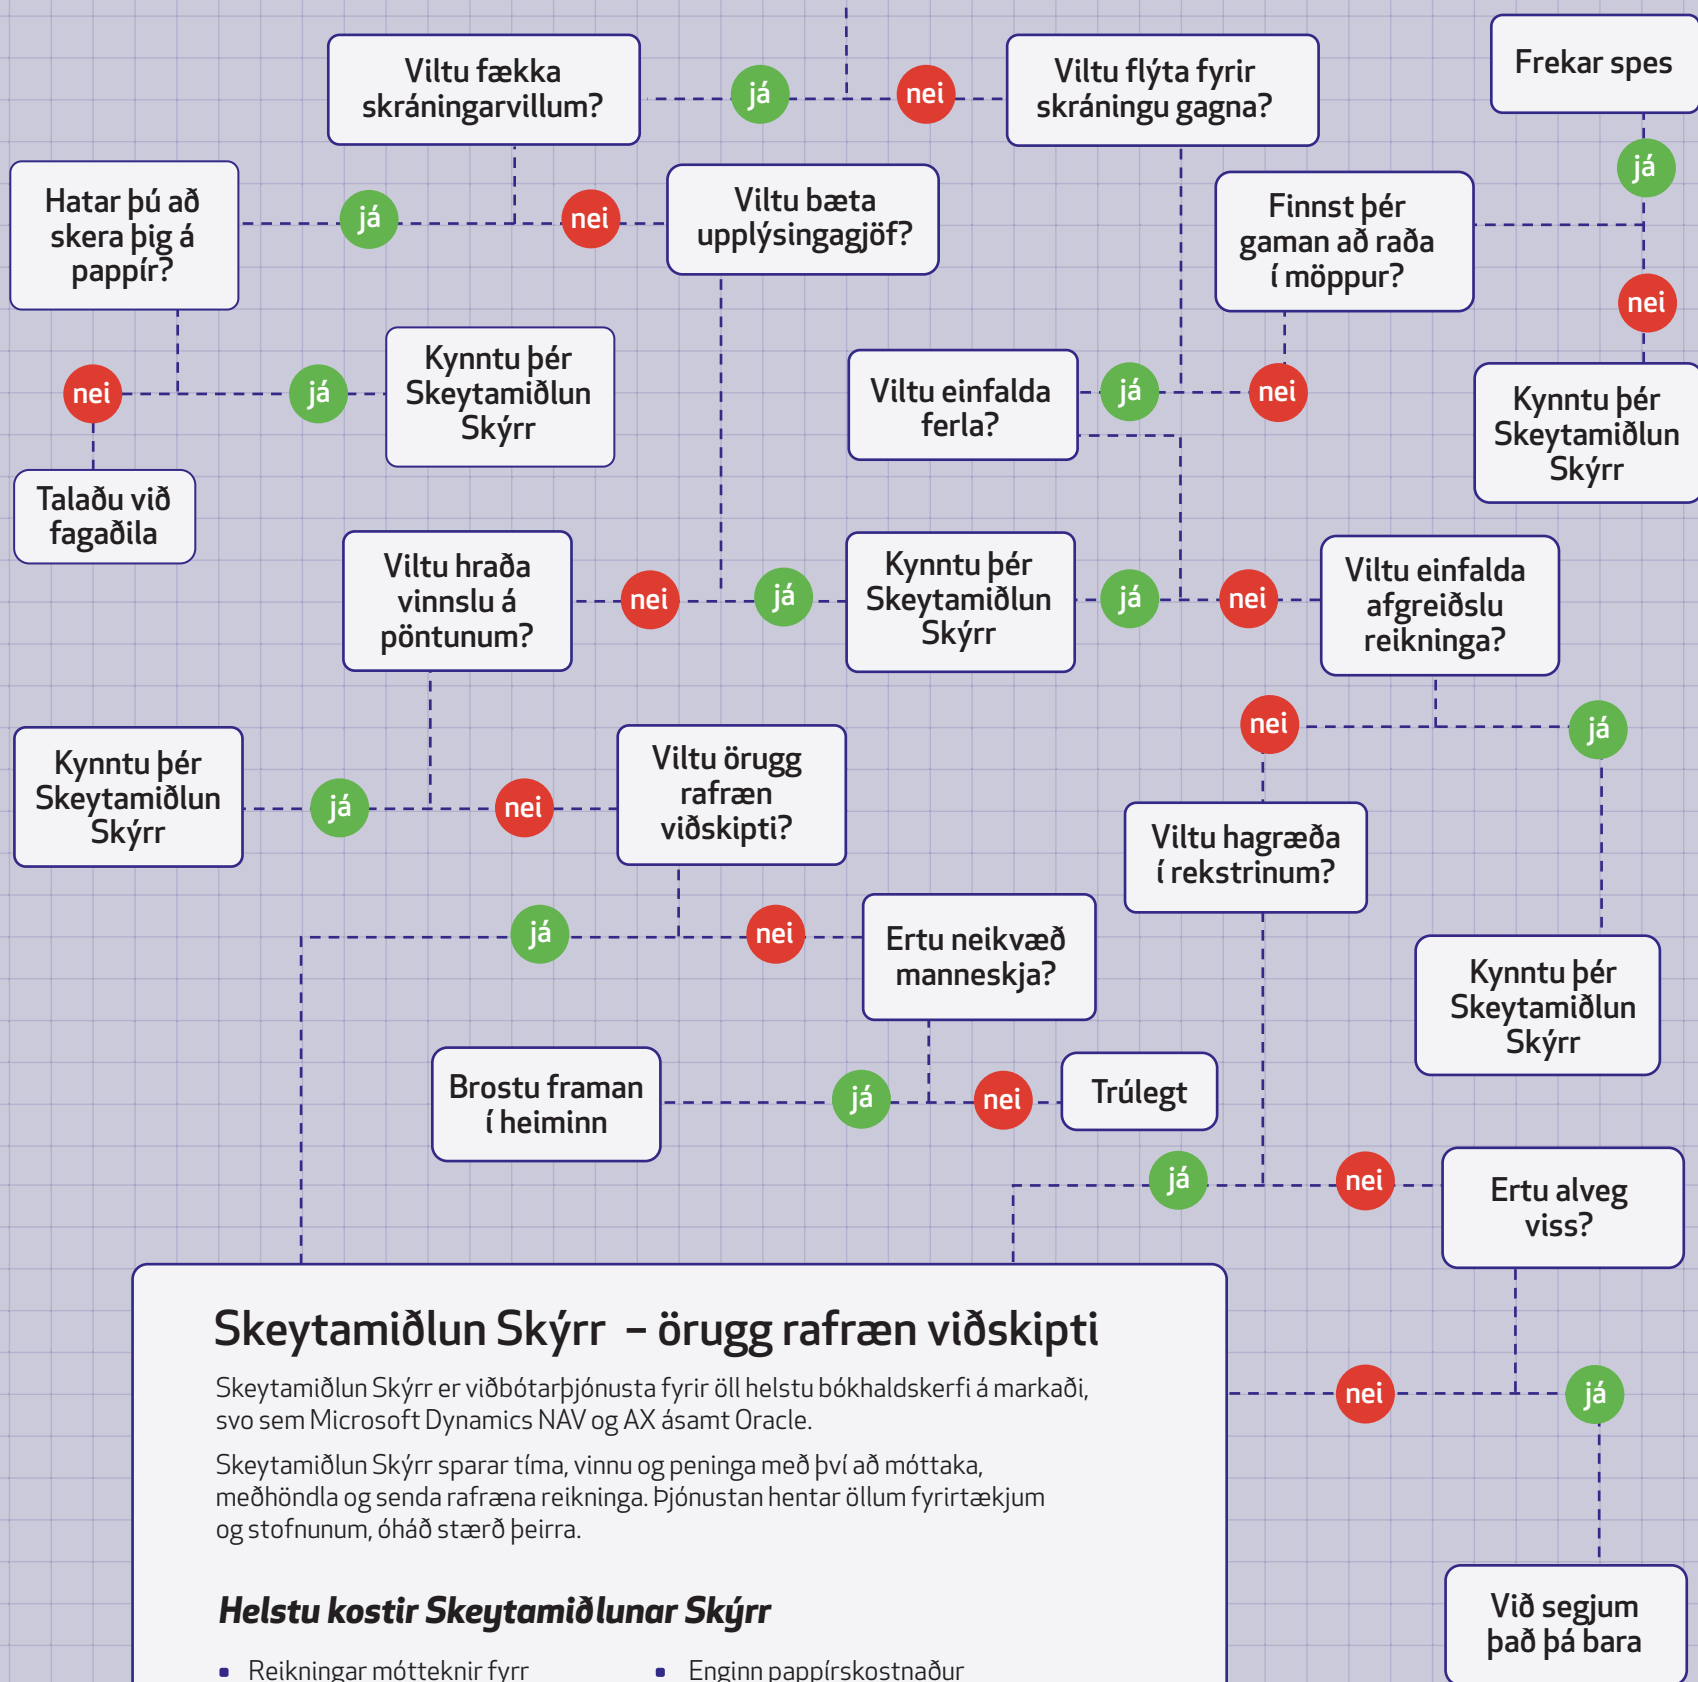 Viltu fækka
skráningarvillum?
já
nei
Viltu flýta fyrir
skráningu gagna?
Frekar spes
já
Hatar þú að
skera þig á
pappír?
já
nei
Viltu bæta
upplýsingagjöf?
Finnst þér
gaman að raða
í möppur?
nei
nei
já
Kynntu þér
Skeytamiðlun
Skýrr
Viltu einfalda
ferla?
já
nei
Kynntu þér
Skeytamiðlun
Skýrr
Talaðu við
fagaðila
Viltu hraða
vinnslu á
pöntunum?
nei
já
Kynntu þér
Skeytamiðlun
Skýrr
já
nei
Viltu einfalda
afgreiðslu
reikninga?
nei
já
Kynntu þér
Skeytamiðlun
Skýrr
já
nei
Viltu örugg
rafræn
viðskipti?
Viltu hagræða
í rekstrinum?
já
nei
Ertu neikvæð
manneskja?
Kynntu þér
Skeytamiðlun
Skýrr
Brostu framan
í heiminn
já
nei
Trúlegt
já
nei
Ertu alveg
viss?
Skeytamiðlun Skýrr – örugg rafræn viðskipti
Skeytamiðlun Skýrr er viðbótarþjónusta fyrir öll helstu bókhaldskerfi á markaði,
svo sem Microsoft Dynamics NAV og AX ásamt Oracle.
Skeytamiðlun Skýrr sparar tíma, vinnu og peninga með því að móttaka,
meðhöndla og senda rafræna reikninga. Þjónustan hentar öllum fyrirtækjum
og stofnunum, óháð stærð þeirra.
nei
já
Helstu kostir Skeytamiðlunar Skýrr
Við segjum
það þá bara
▪ Reikningar mótteknir fyrr
▪ Enginn pappírskostnaður